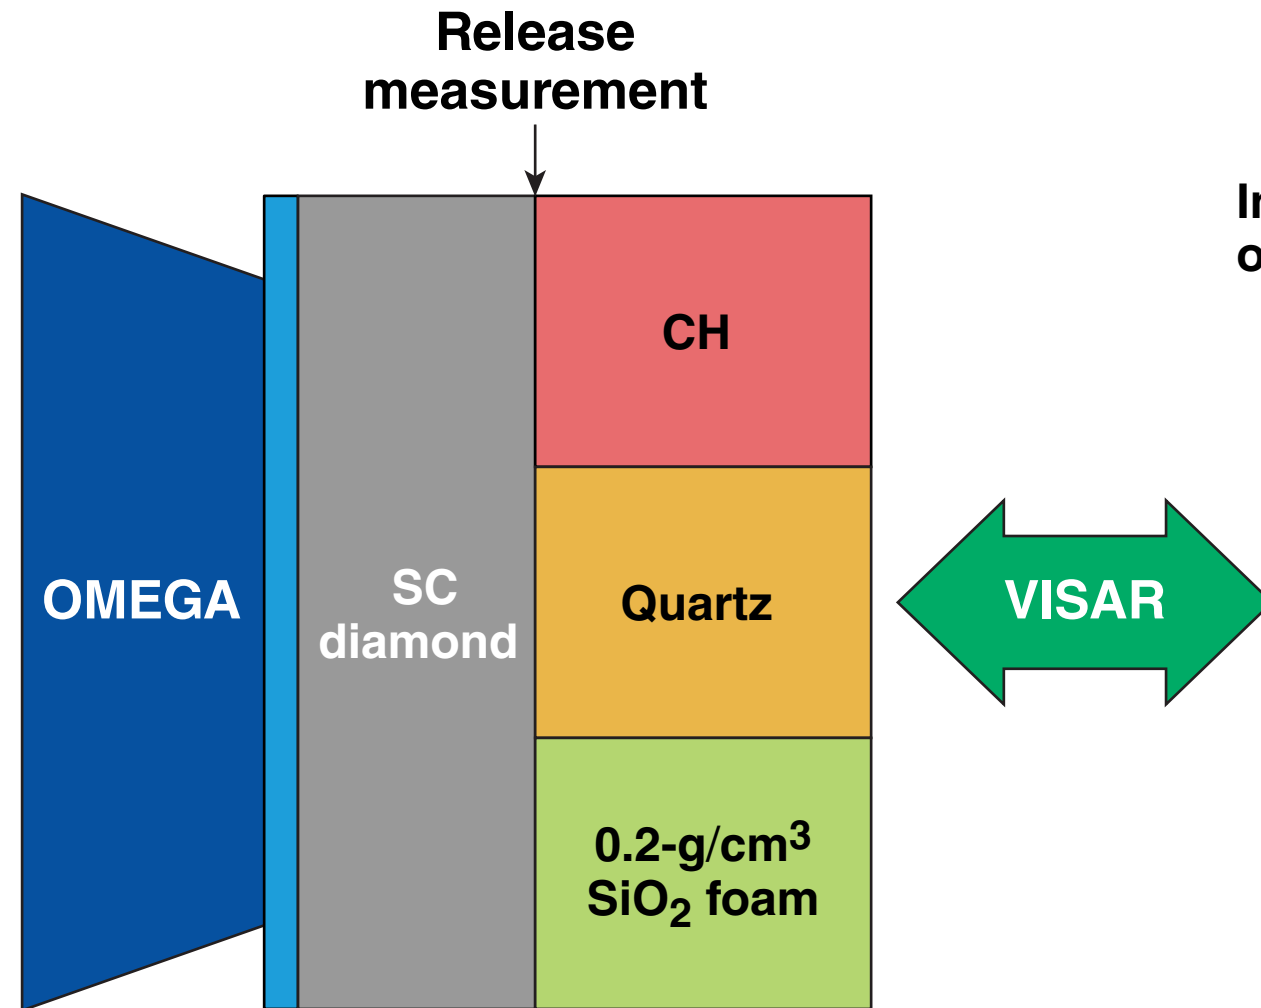 Release
measurement
CH
OMEGA
SC
diamond
Quartz
VISAR
0.2-g/cm³
SiO₂ foam